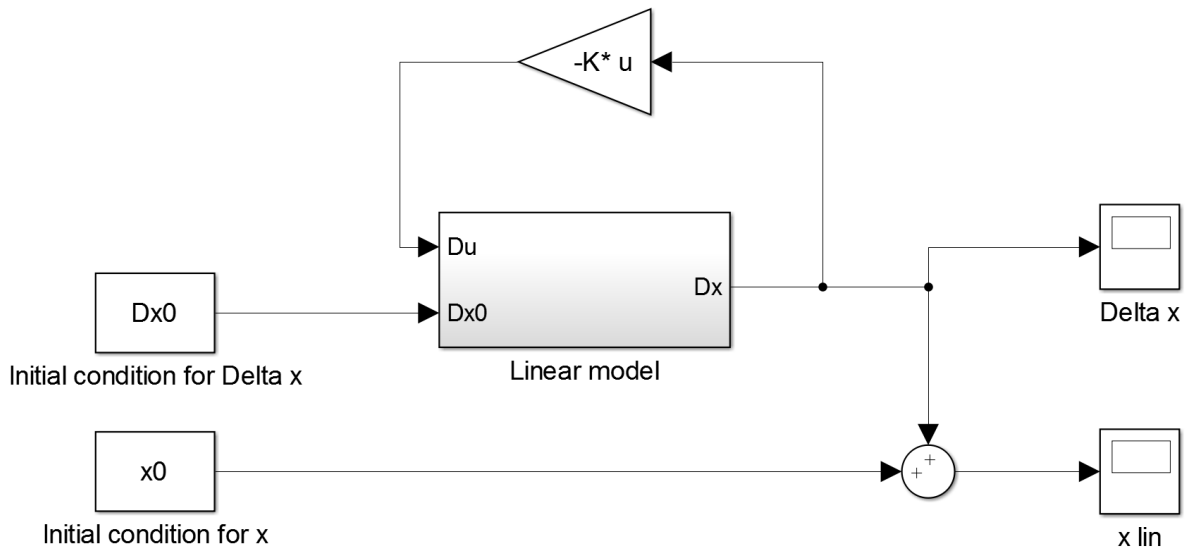 -K* u
Du
Dx0
Dx
Linear model
Dx0
Initial condition for Delta x
x0
Initial condition for x
+
+
Delta x
x lin